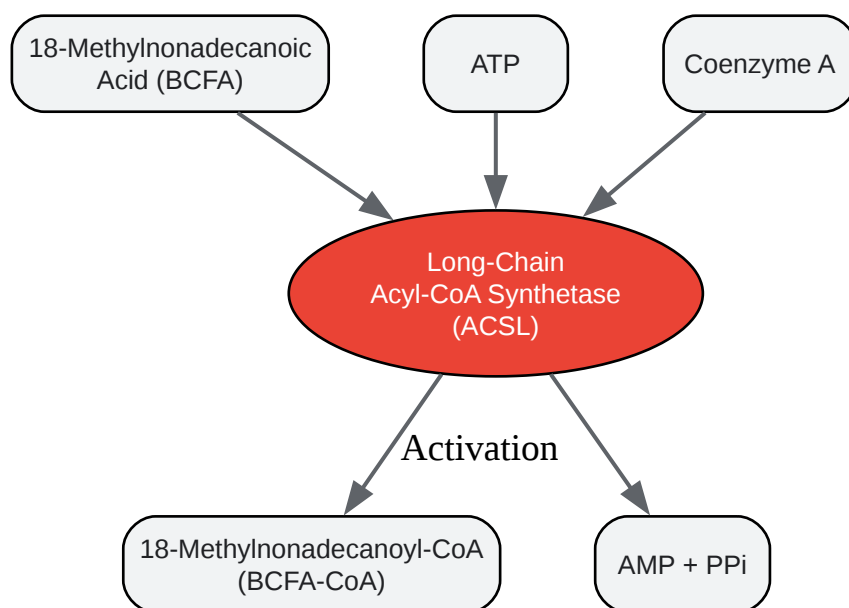 18-Methylnonadecanoic
Acid (BCFA)
ATP
Coenzyme A
Long-Chain
Acyl-CoA Synthetase
(ACSL)
Activation
18-Methylnonadecanoyl-CoA
(BCFA-CoA)
AMP + PPi